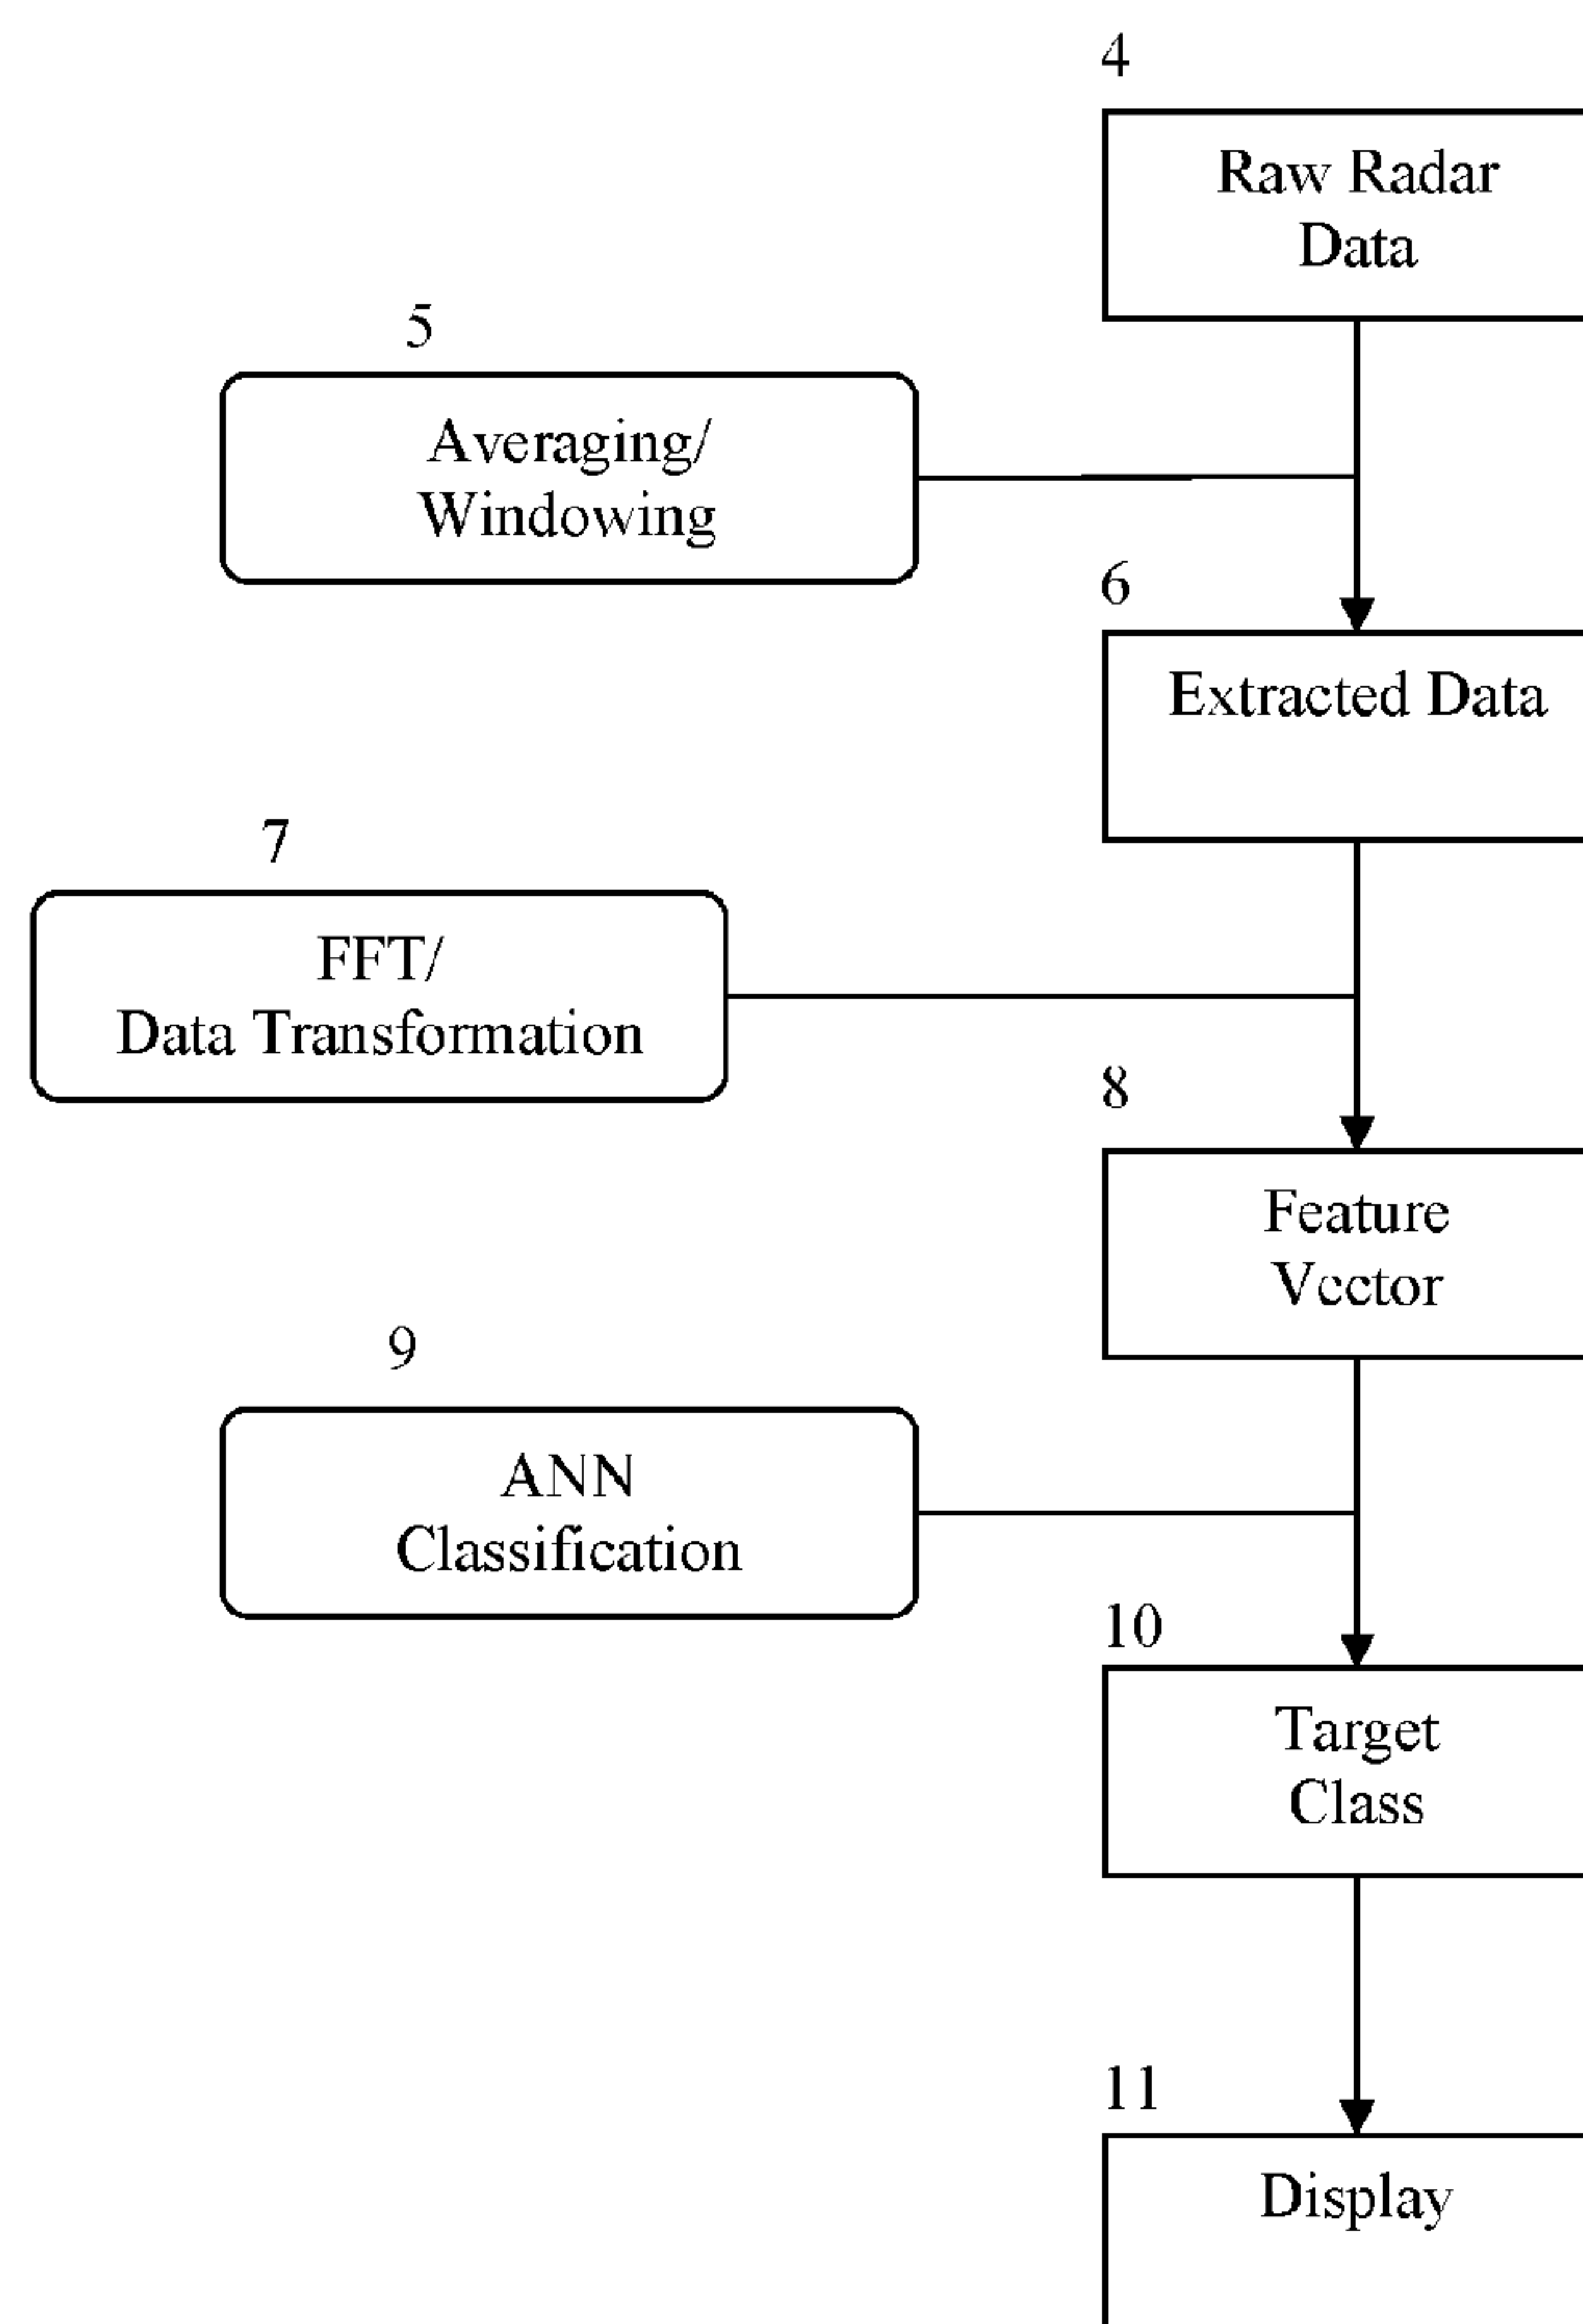 4
Raw Radar
Data
5
Averaging/
Windowing
6
Extracted Data
7
FFT/
Data Transformation
8
Feature
Vector
9
ANN
Classification
10
Target
Class
11
Display